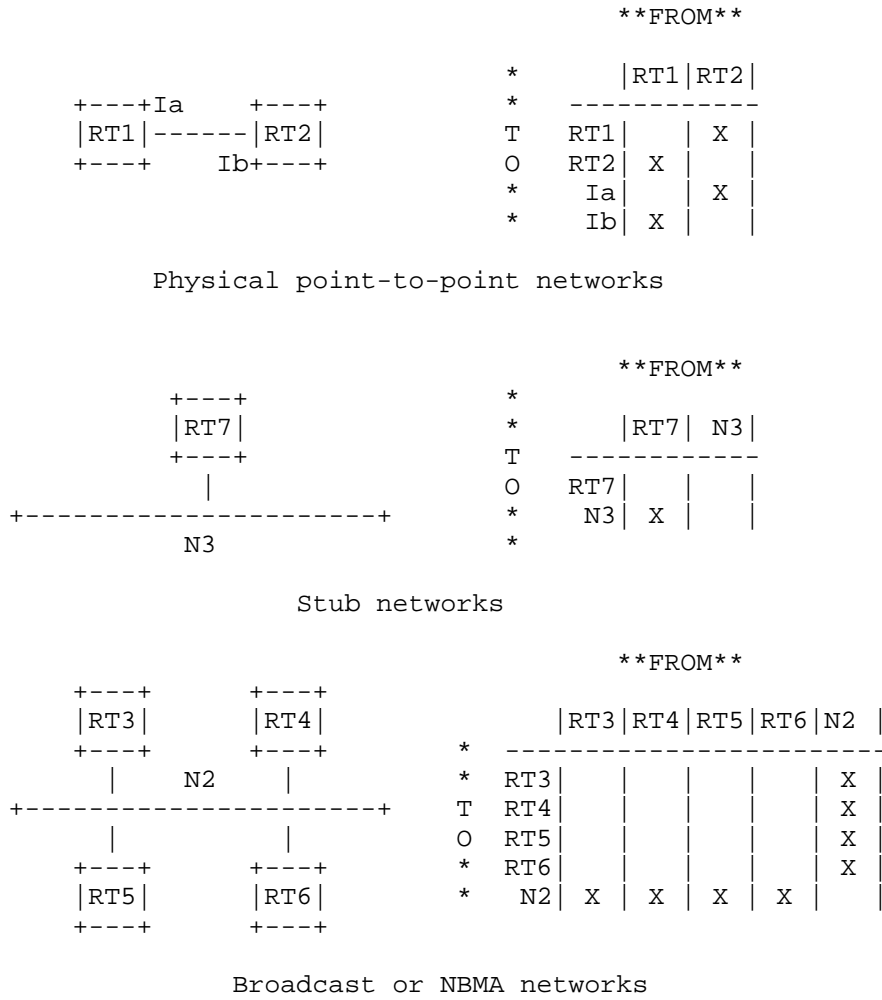 **FROM**

                                           *      |RT1|RT2|
                +---+Ia    +---+           *   ------------
                |RT1|------|RT2|           T   RT1|   | X |
                +---+    Ib+---+           O   RT2| X |   |
                                           *    Ia|   | X |
                                           *    Ib| X |   |

                     Physical point-to-point networks

                                                  **FROM**
                      +---+                *
                      |RT7|                *      |RT7| N3|
                      +---+                T   ------------
                        |                  O   RT7|   |   |
            +----------------------+       *    N3| X |   |
                       N3                  *

                              Stub networks

                                                  **FROM**
                +---+      +---+
                |RT3|      |RT4|              |RT3|RT4|RT5|RT6|N2 |
                +---+      +---+        *  ------------------------
                  |    N2    |          *  RT3|   |   |   |   | X |
            +----------------------+    T  RT4|   |   |   |   | X |
                  |          |          O  RT5|   |   |   |   | X |
                +---+      +---+        *  RT6|   |   |   |   | X |
                |RT5|      |RT6|        *   N2| X | X | X | X |   |
                +---+      +---+

                          Broadcast or NBMA networks